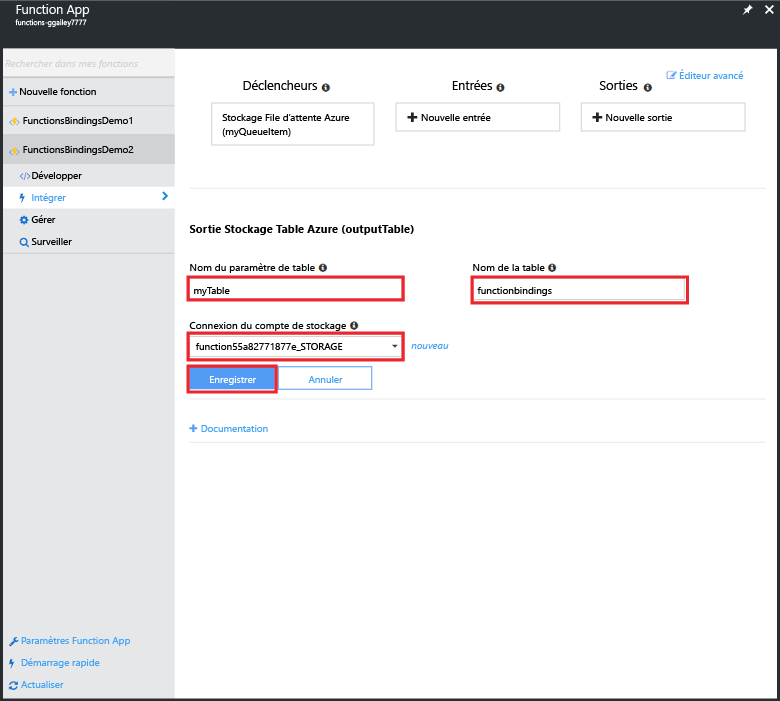 Function App
functions-ggailey7777
Rechercher dans mes fonctions
Nouvelle fonction
FunctionsBindingsDemo1
FunctionsBindingsDemo2
Développer
Intégrer
Gérer
Surveiller
Paramètres Function App
Démarrage rapide
Actualiser
Éditeur avancé
Déclencheurs
Entrées
Sorties
Stockage File d'attente Azure
(myQueueItem)
Nouvelle entrée
Nouvelle sortie
Sortie Stockage Table Azure (outputTable)
Nom du paramètre de table
Nom de la table
myTable
functionbindings
Connexion du compte de stockage
function55a82771877e_STORAGE
nouveau
Enregistrer
Annuler
Documentation